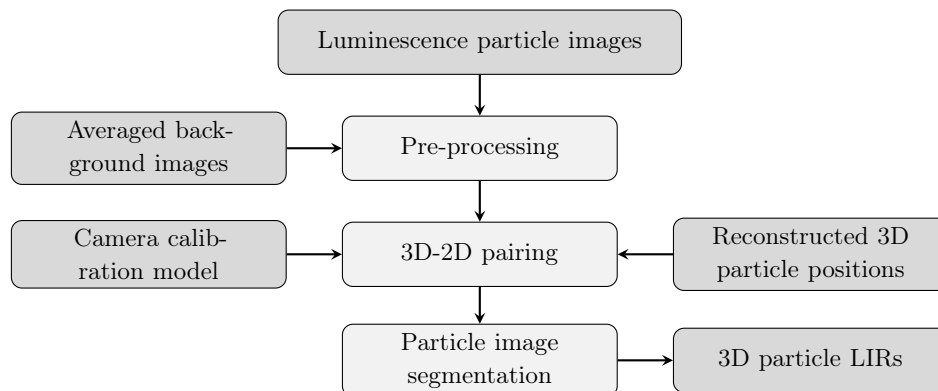 Luminescence particle images
Averaged back-
ground images
Pre-processing
Camera calib-
ration model
3D-2D pairing
Reconstructed 3D
particle positions
Particle image
segmentation
3D particle LIRs